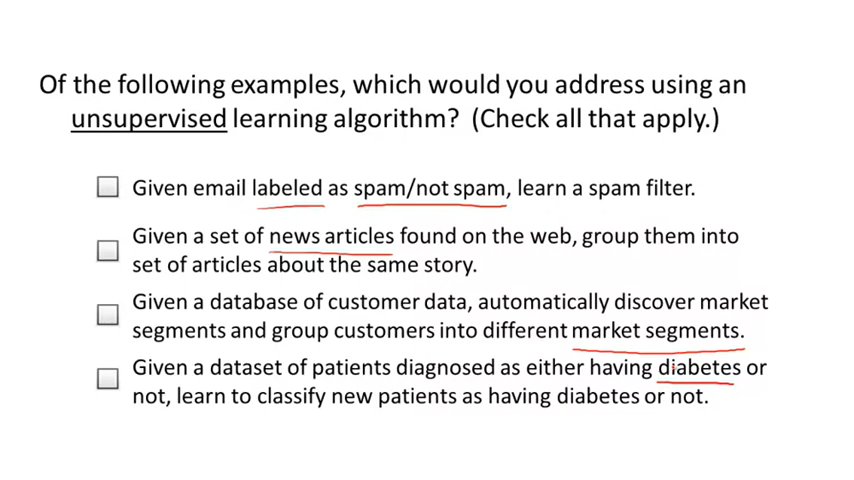 Of the following examples, which would you address using an
unsupervised learning algorithm? (Check all that apply.)
Given email labeled as spam/not spam, learn a spam filter.
Given a set of news articles found on the web, group them into
set of articles about the same story.
Given a database of customer data, automatically discover market
segments and group customers into different market segments.
Given a dataset of patients diagnosed as either having diabetes or
not, learn to classify new patients as having diabetes or not.